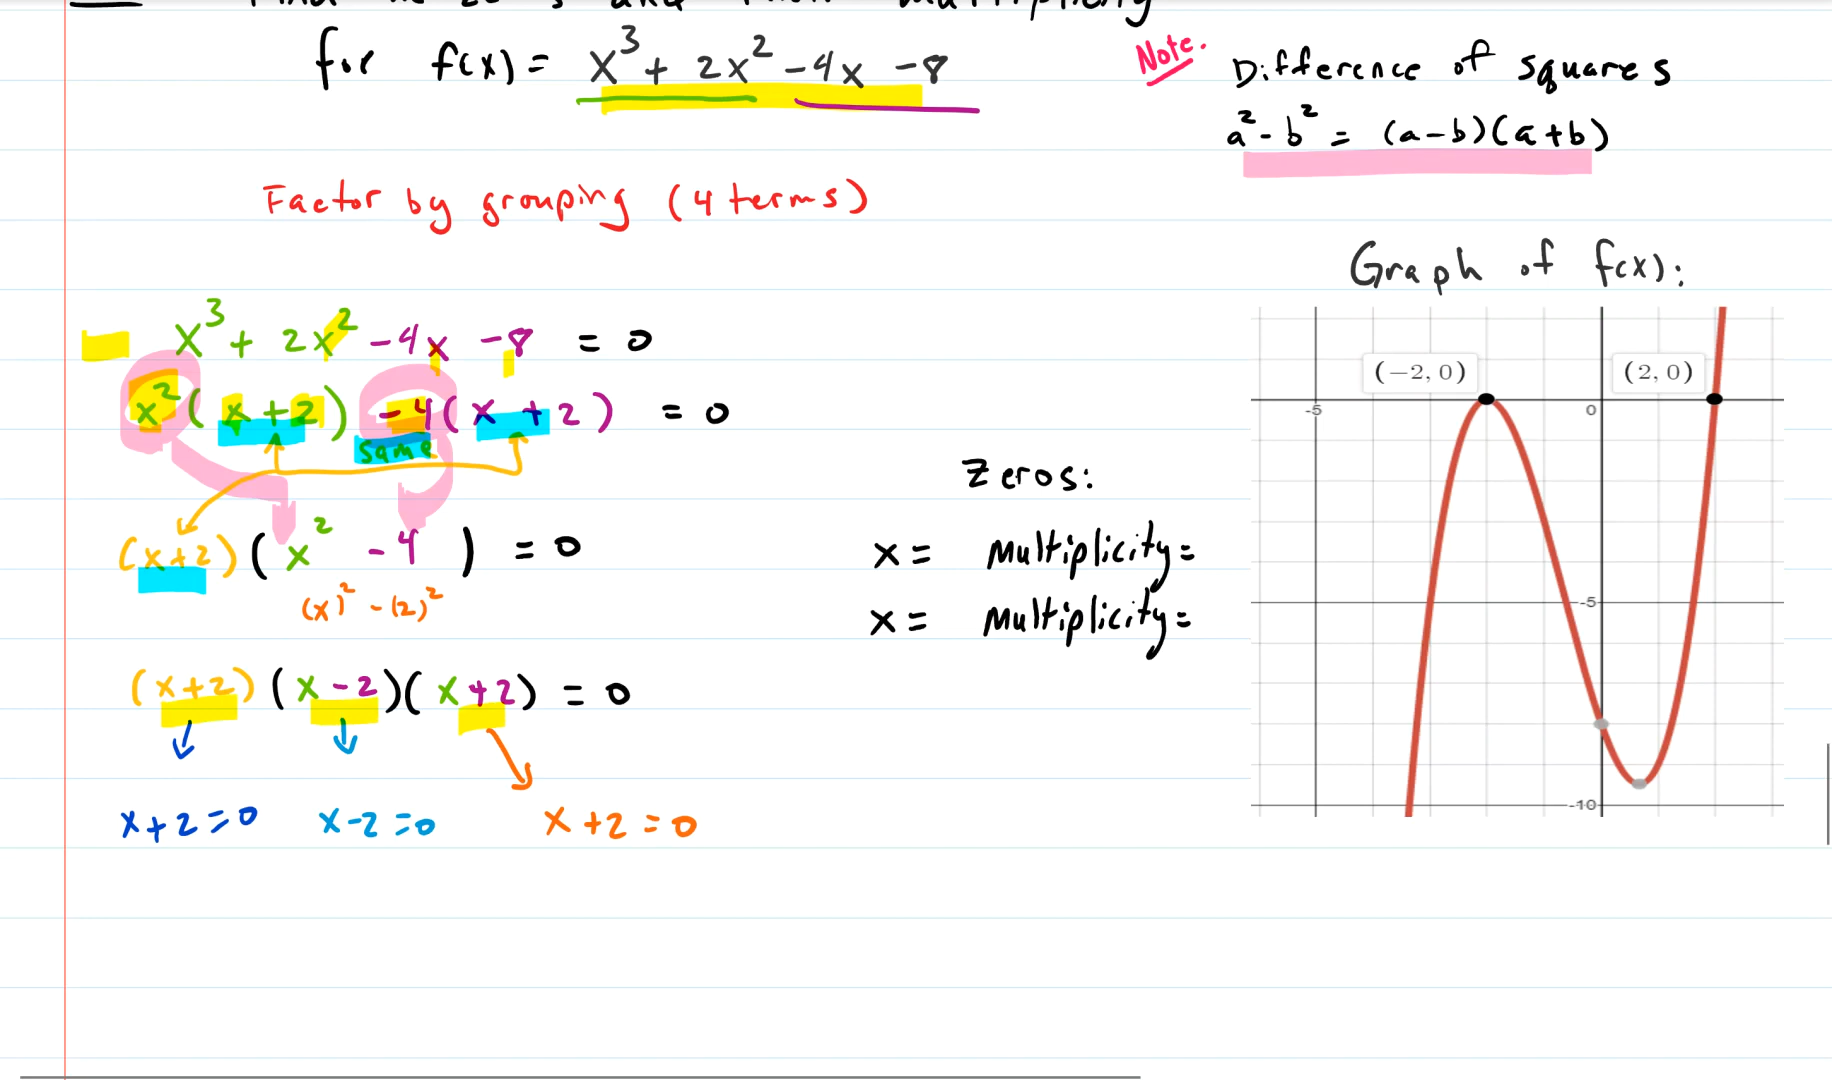 for f(x) = x³ + 2x² - 4x - 8
Note.
Difference of squares
a² - b² = (a-b)(a+b)
Factor by grouping (4 terms)
Graph of f(x):
x³ + 2x² - 4x - 8 = 0
x²(x+2) - 4(x+2) = 0
same
(x+2)(x² - 4) = 0
(x)² - (2)²
(x+2)(x-2)(x+2) = 0
x+2=0 x-2=0 x+2=0
Zeros:
x = Multiplicity=
x = Multiplicity=
(-2, 0)
(2, 0)
-5
0
-5
-10